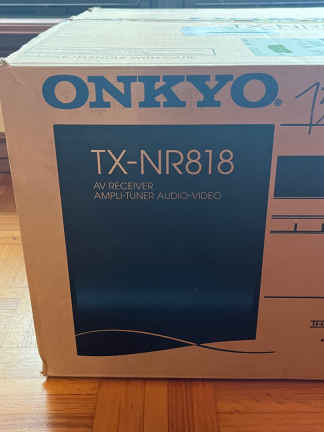 ONKYO
TX-NR818
AV RECEIVER
AMPLI-TUNER AUDIO-VIDEO